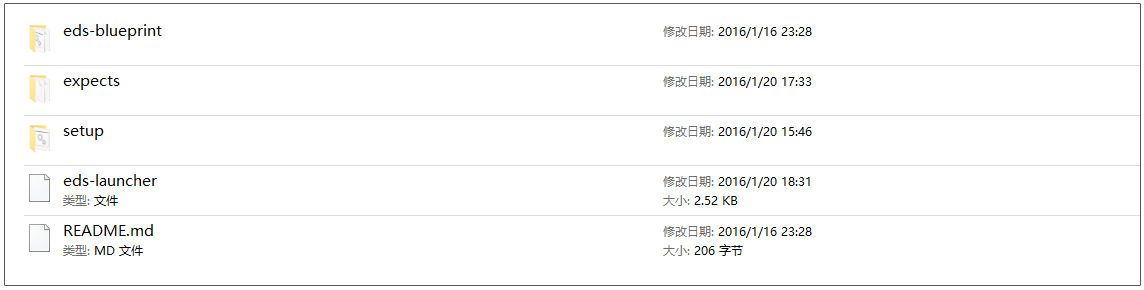 eds-blueprint 修改日期: 2016/1/16 23:28
expects 修改日期: 2016/1/20 17:33
setup 修改日期: 2016/1/20 15:46
eds-launcher 修改日期: 2016/1/20 18:31
类型: 文件 大小: 2.52 KB
README.md 修改日期: 2016/1/16 23:28
类型: MD 文件 大小: 206 字节